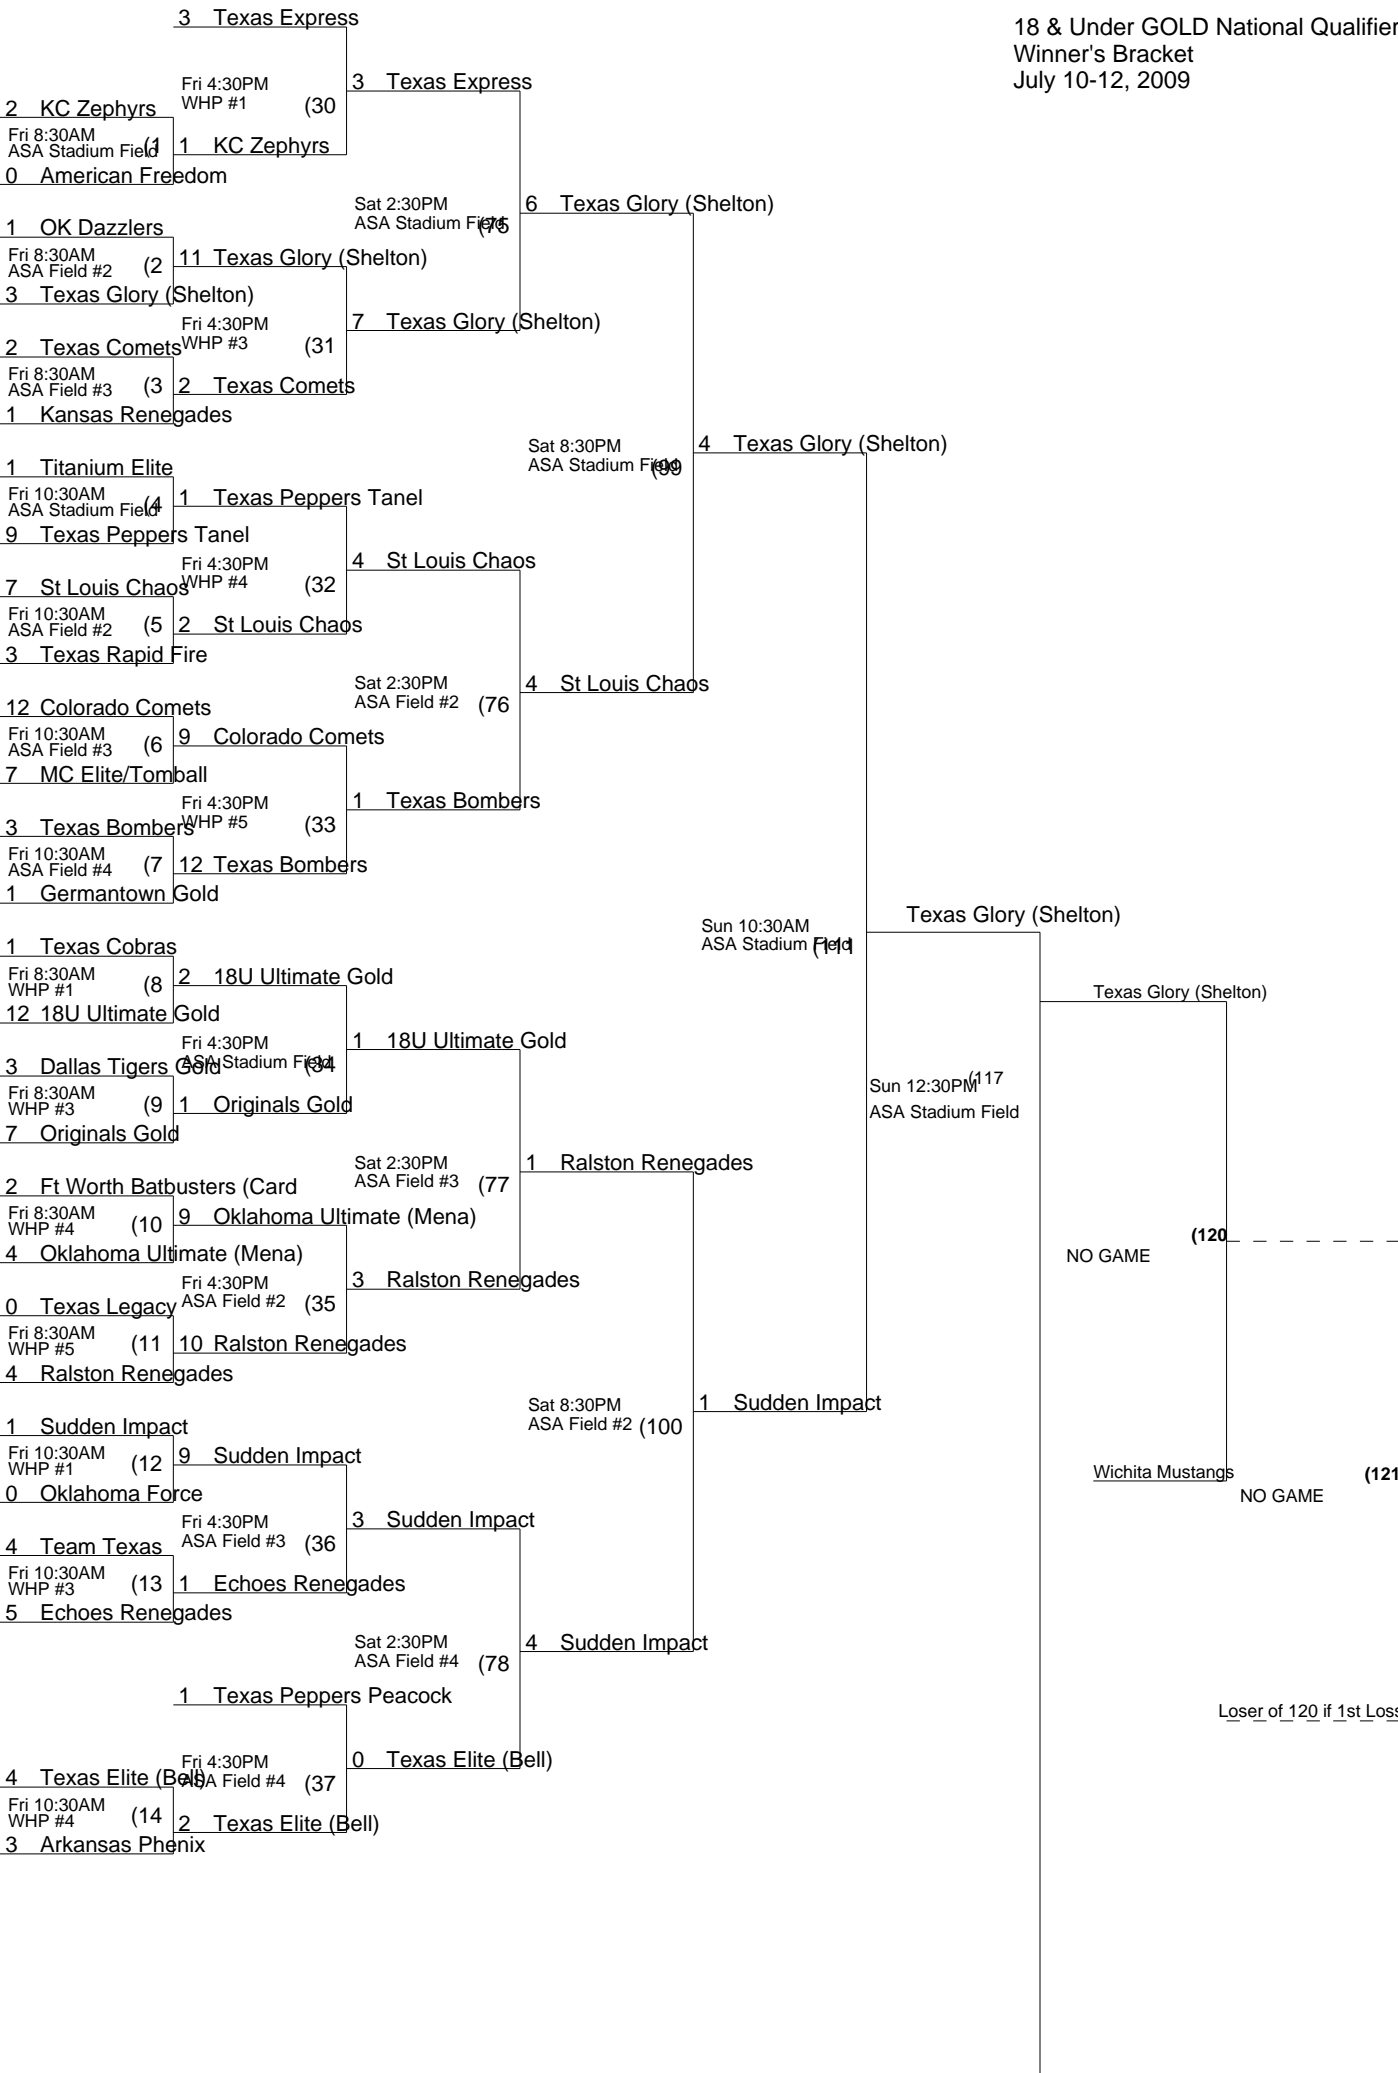 3 Texas Express
18 & Under GOLD National Qualifier
Winner's Bracket
July 10-12, 2009
Fri 4:30PM
WHP #1 (30
3 Texas Express
2 KC Zephyrs
Fri 8:30AM
ASA Stadium Field (1
1 KC Zephyrs
0 American Freedom
Sat 2:30PM
ASA Stadium Field (75
6 Texas Glory (Shelton)
1 OK Dazzlers
Fri 8:30AM
ASA Field #2 (2
11 Texas Glory (Shelton)
3 Texas Glory (Shelton)
Fri 4:30PM
WHP #3 (31
7 Texas Glory (Shelton)
2 Texas Comets
Fri 8:30AM
ASA Field #3 (3
2 Texas Comets
1 Kansas Renegades
Sat 8:30PM
ASA Stadium Field (99
4 Texas Glory (Shelton)
1 Titanium Elite
Fri 10:30AM
ASA Stadium Field (4
1 Texas Peppers Tanel
9 Texas Peppers Tanel
Fri 4:30PM
WHP #4 (32
4 St Louis Chaos
7 St Louis Chaos
Fri 10:30AM
ASA Field #2 (5
2 St Louis Chaos
3 Texas Rapid Fire
Sat 2:30PM
ASA Field #2 (76
4 St Louis Chaos
12 Colorado Comets
Fri 10:30AM
ASA Field #3 (6
9 Colorado Comets
7 MC Elite/Tomball
Fri 4:30PM
WHP #5 (33
1 Texas Bombers
3 Texas Bombers
Fri 10:30AM
ASA Field #4 (7
12 Texas Bombers
1 Germantown Gold
Sun 10:30AM
ASA Stadium Field (111
Texas Glory (Shelton)
1 Texas Cobras
Fri 8:30AM
WHP #1 (8
2 18U Ultimate Gold
12 18U Ultimate Gold
Texas Glory (Shelton)
Fri 4:30PM
ASA Stadium Field (34
1 18U Ultimate Gold
3 Dallas Tigers Gold
Fri 8:30AM
WHP #3 (9
1 Originals Gold
7 Originals Gold
Sun 12:30PM (117
ASA Stadium Field
Sat 2:30PM
ASA Field #3 (77
1 Ralston Renegades
2 Ft Worth Batbusters (Card
Fri 8:30AM
WHP #4 (10
9 Oklahoma Ultimate (Mena)
4 Oklahoma Ultimate (Mena)
(120
NO GAME
Fri 4:30PM
ASA Field #2 (35
3 Ralston Renegades
0 Texas Legacy
Fri 8:30AM
WHP #5 (11
10 Ralston Renegades
4 Ralston Renegades
Sat 8:30PM
ASA Field #2 (100
1 Sudden Impact
1 Sudden Impact
Fri 10:30AM
WHP #1 (12
9 Sudden Impact
0 Oklahoma Force
Wichita Mustangs
(121
NO GAME
Fri 4:30PM
ASA Field #3 (36
3 Sudden Impact
4 Team Texas
Fri 10:30AM
WHP #3 (13
1 Echoes Renegades
5 Echoes Renegades
Sat 2:30PM
ASA Field #4 (78
4 Sudden Impact
1 Texas Peppers Peacock
Loser of 120 if 1st Loss
Fri 4:30PM
ASA Field #4 (37
0 Texas Elite (Bell)
4 Texas Elite (Bell)
Fri 10:30AM
WHP #4 (14
2 Texas Elite (Bell)
3 Arkansas Phenix